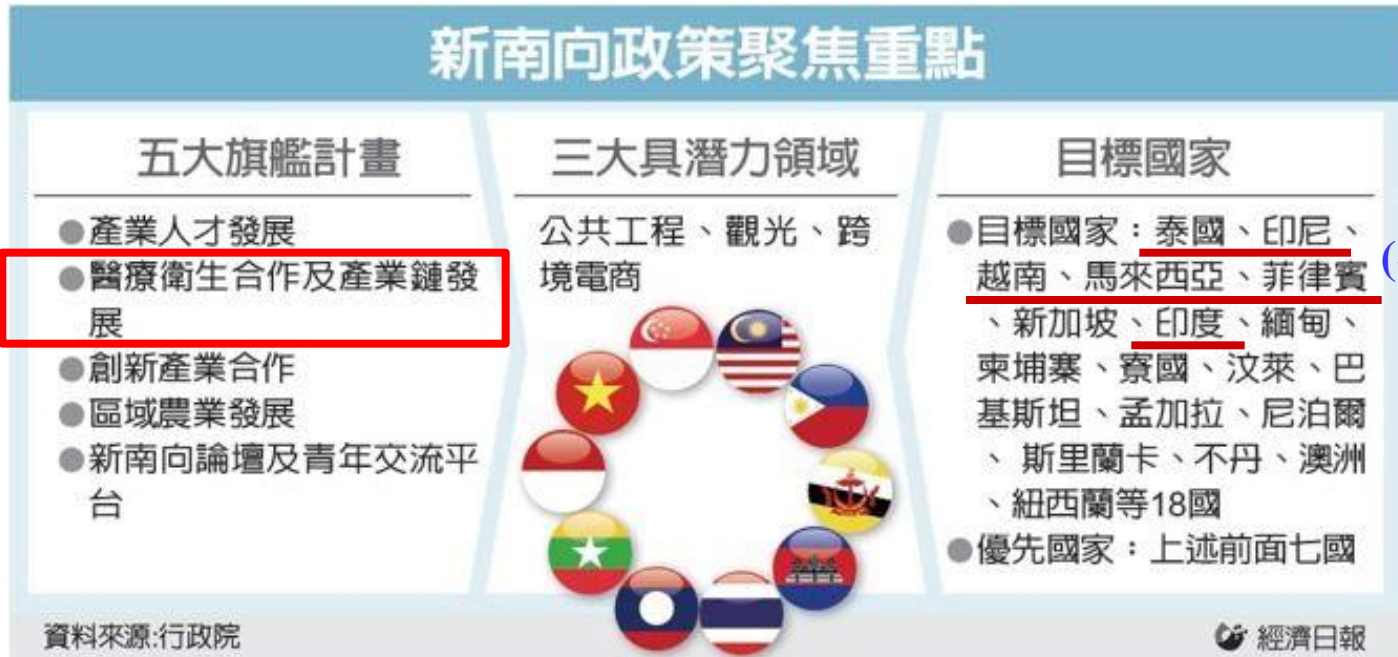 新南向政策聚焦重點
五大旗艦計畫
●產業人才發展
●醫療衛生合作及產業鏈發
展
●創新產業合作
●區域農業發展
●新南向論壇及青年交流平
台
三大具潛力領域
公共工程、觀光、跨
境電商
目標國家
●目標國家：泰國、印尼、
越南、馬來西亞、菲律賓
、新加坡、印度、緬甸、
柬埔寨、寮國、汶萊、巴
基斯坦、孟加拉、尼泊爾
、斯里蘭卡、不丹、澳洲
、紐西蘭等18國
●優先國家：上述前面七國
(
資料來源:行政院
經濟日報